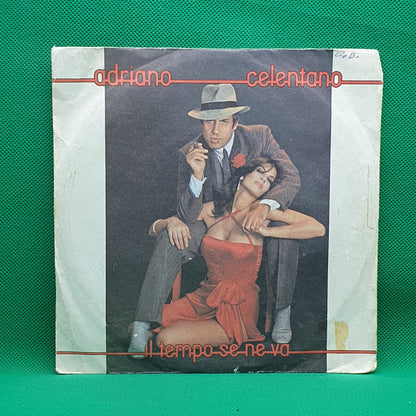 adriano celentano
il tempo se ne va